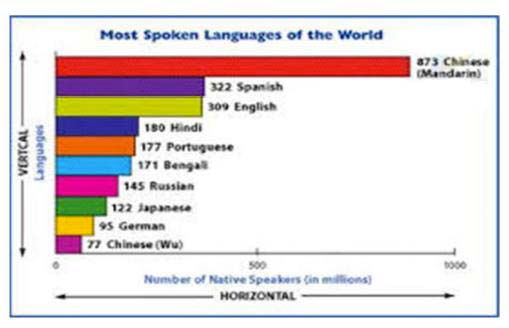 Most Spoken Languages of the World
873 Chinese
(Mandarin)
322 Spanish
309 English
180 Hindi
177 Portuguese
171 Bengali
145 Russian
122 Japanese
95 German
77 Chinese (Wu)
VERTCAL
Languages
0 500 1000
Number of Native Speakers (in millions)
HORIZONTAL